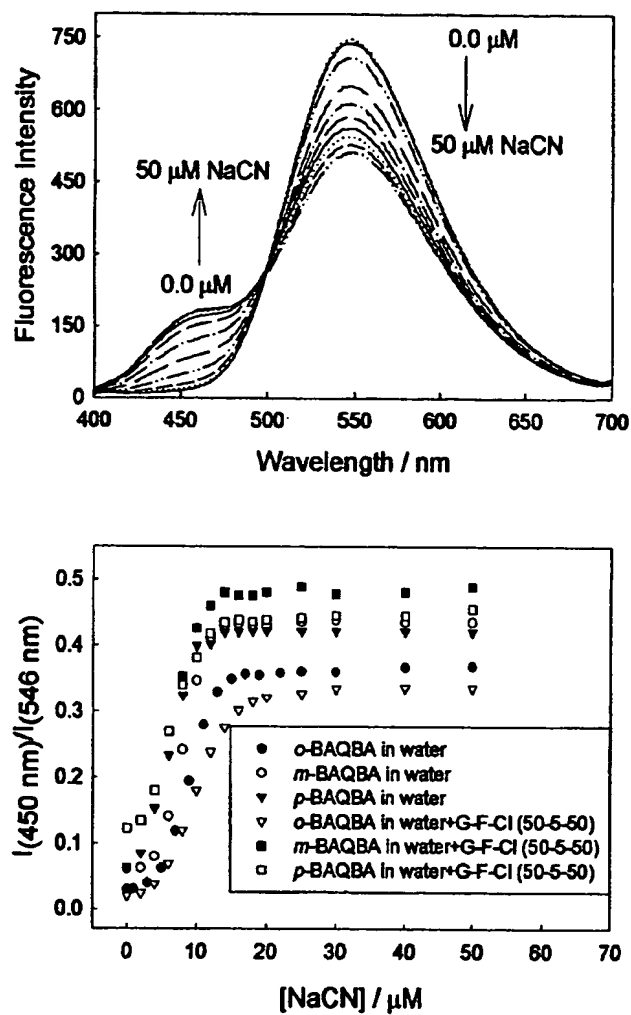 Fluorescence Intensity
750
600
450
300
150
0
0.0 µM
50 µM NaCN
50 µM NaCN
0.0 µM
400 450 500 550 600 650 700
Wavelength / nm
I(450 nm)/I(546 nm)
0.5
0.4
0.3
0.2
0.1
0.0
o-BAQBA in water
m-BAQBA in water
p-BAQBA in water
o-BAQBA in water+G-F-Cl (50-5-50)
m-BAQBA in water+G-F-Cl (50-5-50)
p-BAQBA in water+G-F-Cl (50-5-50)
0 10 20 30 40 50 60 70
[NaCN] / µM